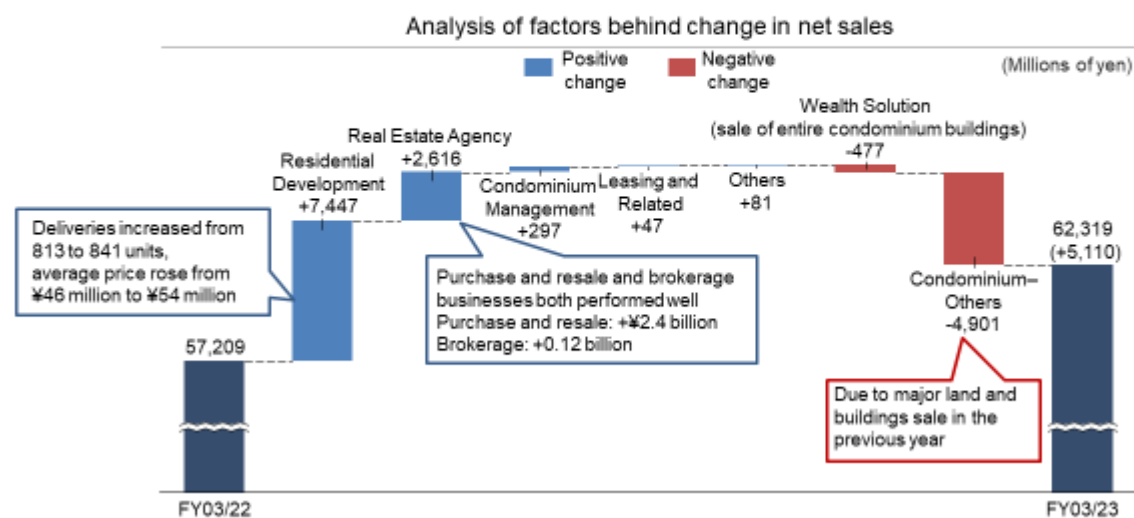 Analysis of factors behind change in net sales
Positive
change
Negative
change
(Millions of yen)
Wealth Solution
(sale of entire condominium buildings)
-477
Real Estate Agency
+2,616
Residential
Development
+7,447
Condominium
Management
+297
Leasing and
Related
+47
Others
+81
Deliveries increased from
813 to 841 units,
average price rose from
¥46 million to ¥54 million
Purchase and resale and brokerage
businesses both performed well
Purchase and resale: +¥2.4 billion
Brokerage: +0.12 billion
62,319
(+5,110)
Condominium–
Others
-4,901
57,209
Due to major land and
buildings sale in the
previous year
FY03/22
FY03/23